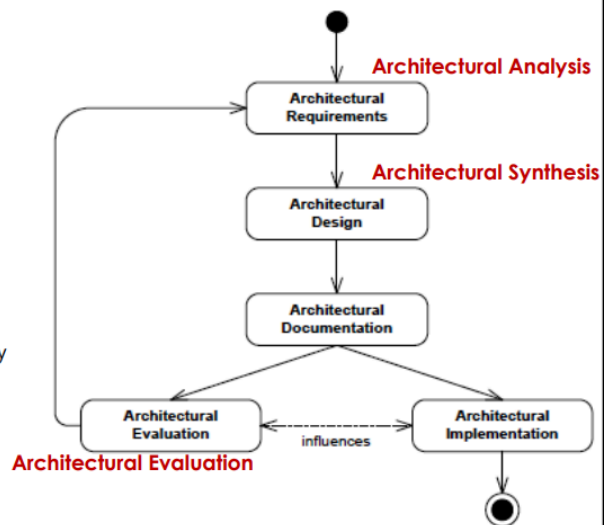 Architectural Analysis
Architectural
Requirements
Architectural Synthesis
Architectural
Design
Architectural
Documentation
y
Architectural
Evaluation
influences
Architectural
Implementation
Architectural Evaluation